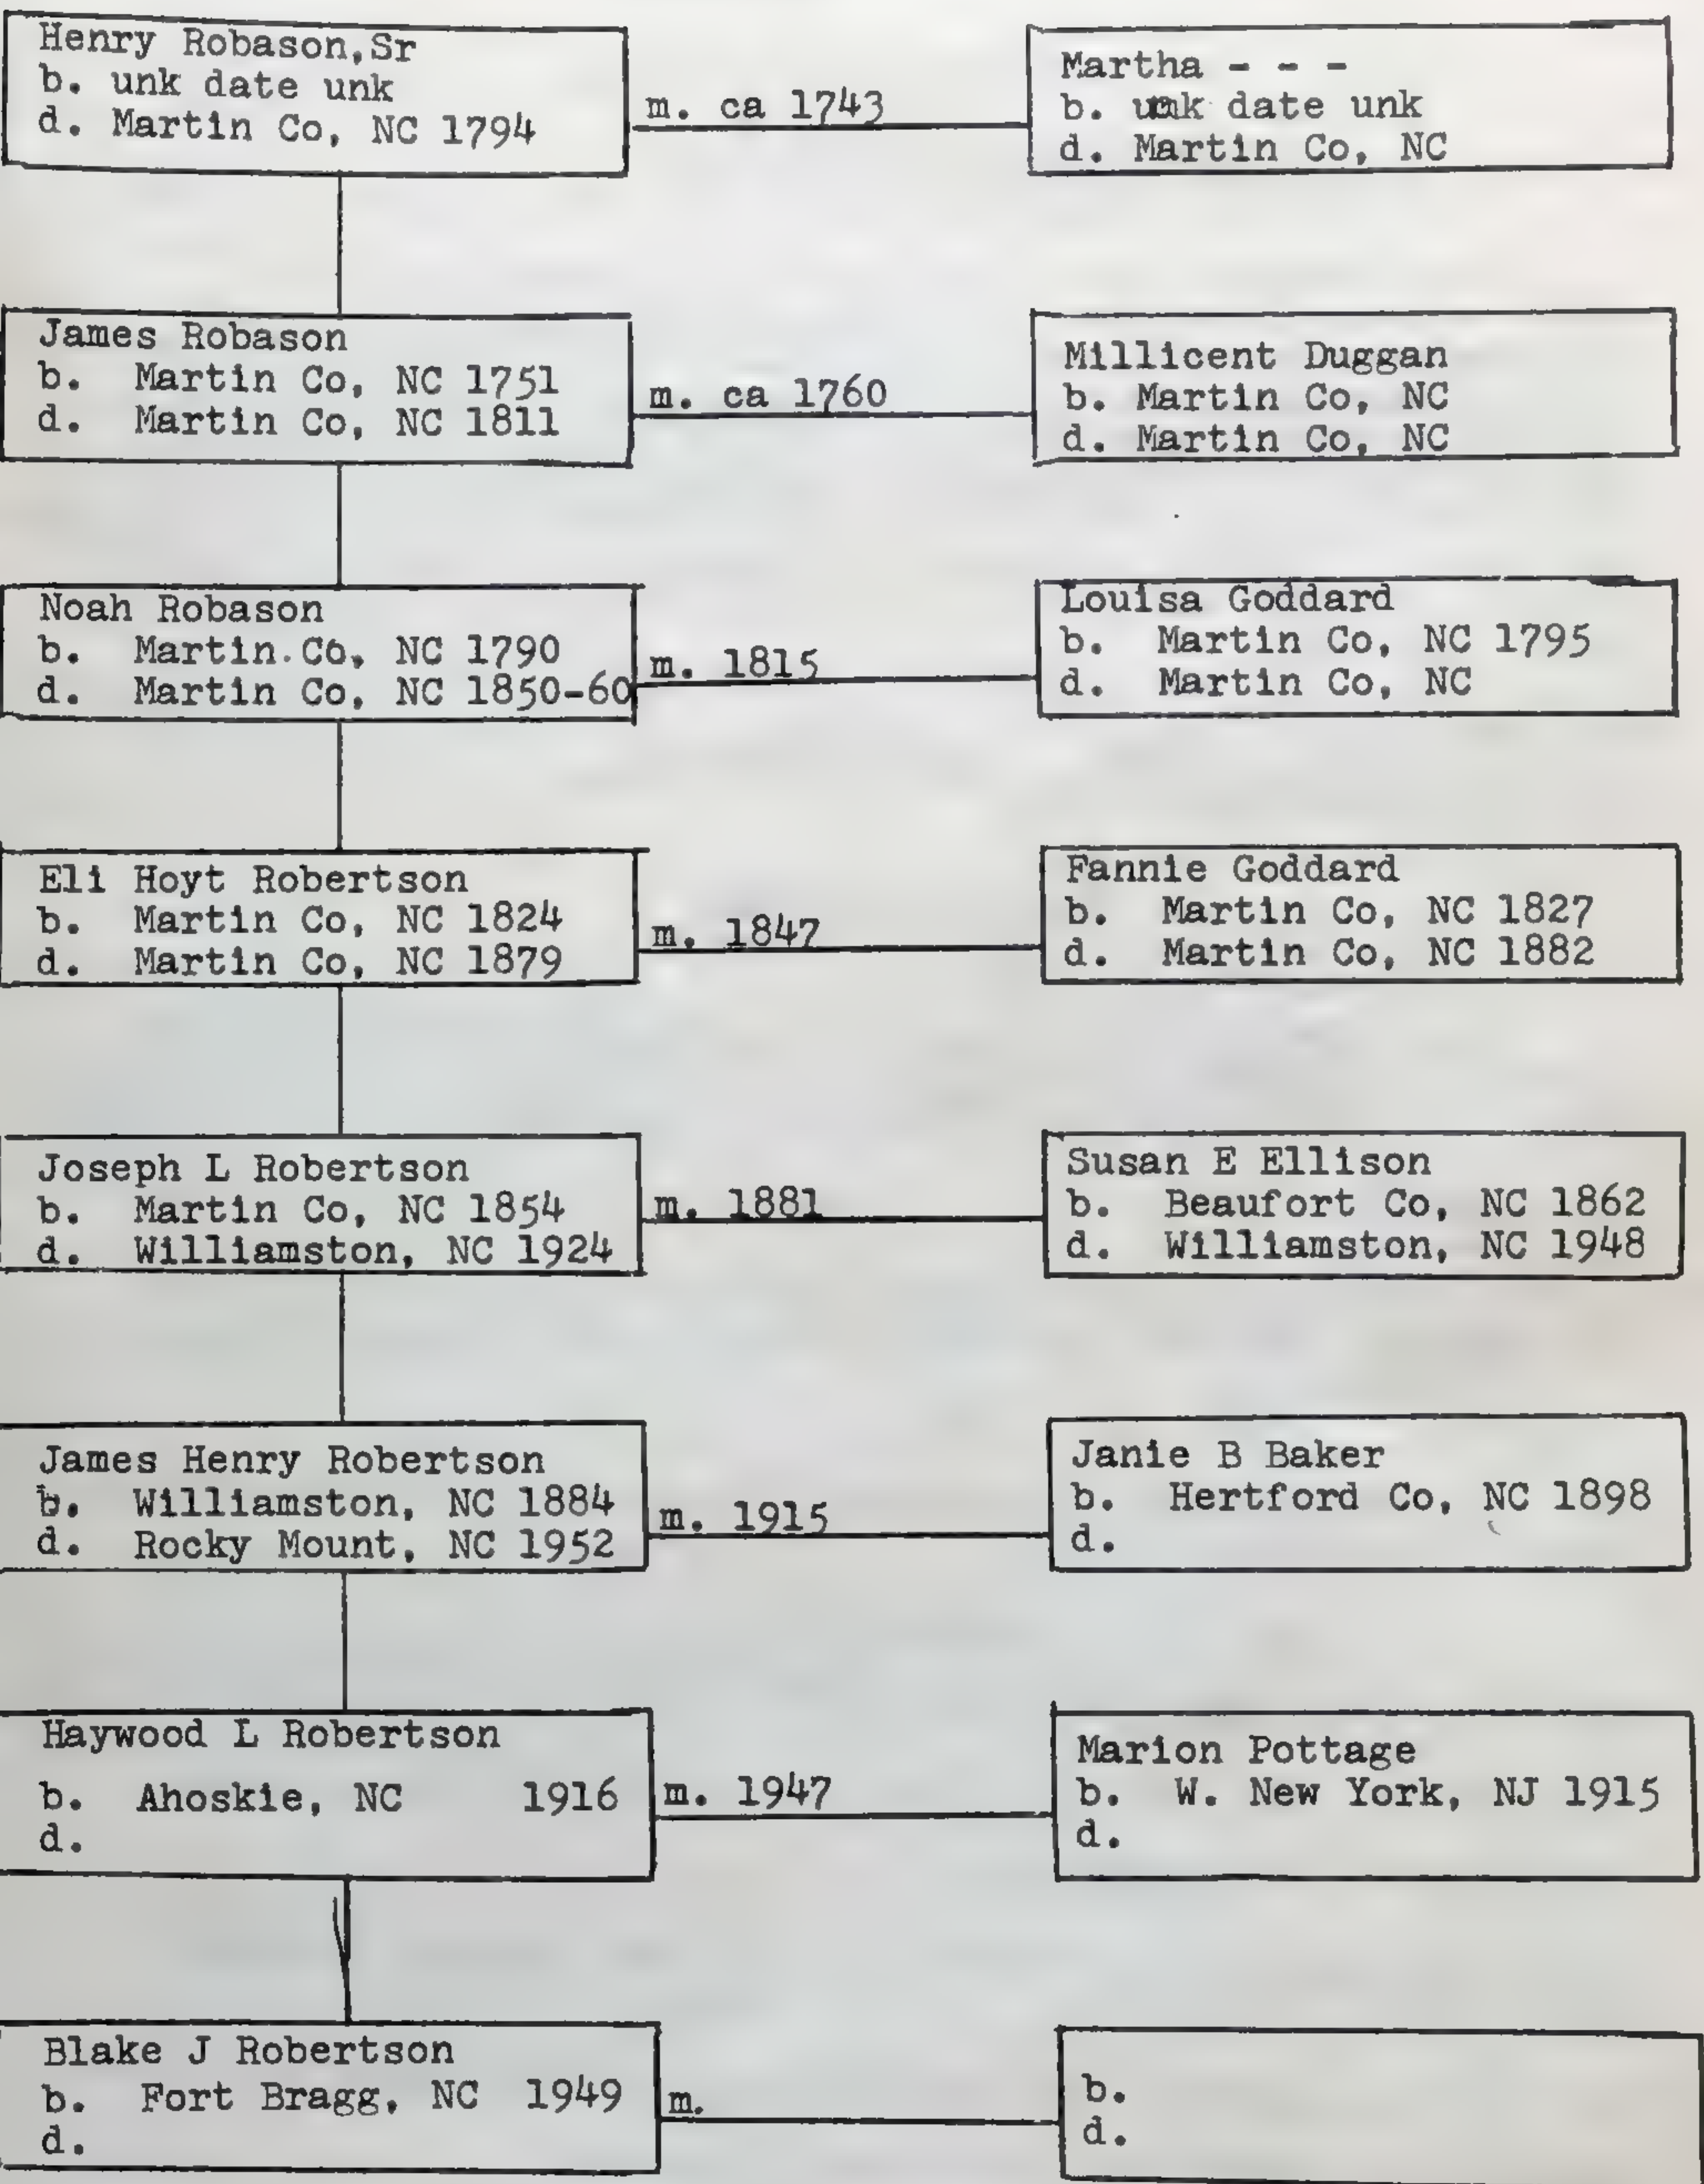 Henry Robason, Sr
b. unk date unk
d. Martin Co, NC 1794
m. ca 1743
Martha - - -
b. unk date unk
d. Martin Co, NC
James Robason
b. Martin Co, NC 1751
d. Martin Co, NC 1811
m. ca 1760
Millicent Duggan
b. Martin Co, NC
d. Martin Co, NC
Noah Robason
b. Martin Co, NC 1790
d. Martin Co, NC 1850-60
m. 1815
Louisa Goddard
b. Martin Co, NC 1795
d. Martin Co, NC
Eli Hoyt Robertson
b. Martin Co, NC 1824
d. Martin Co, NC 1879
m. 1847
Fannie Goddard
b. Martin Co, NC 1827
d. Martin Co, NC 1882
Joseph L Robertson
b. Martin Co, NC 1854
d. Williamston, NC 1924
m. 1881
Susan E Ellison
b. Beaufort Co, NC 1862
d. Williamston, NC 1948
James Henry Robertson
b. Williamston, NC 1884
d. Rocky Mount, NC 1952
m. 1915
Janie B Baker
b. Hertford Co, NC 1898
d.
Haywood L Robertson
b. Ahoskie, NC 1916
d.
m. 1947
Marion Pottage
b. W. New York, NJ 1915
d.
Blake J Robertson
b. Fort Bragg, NC 1949
d.
m.
b.
d.